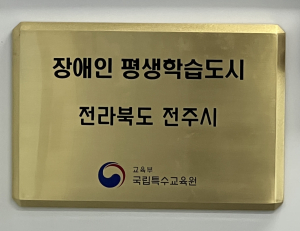 장애인 평생학습도시
전라북도 전주시
교육부
국립특수교육원